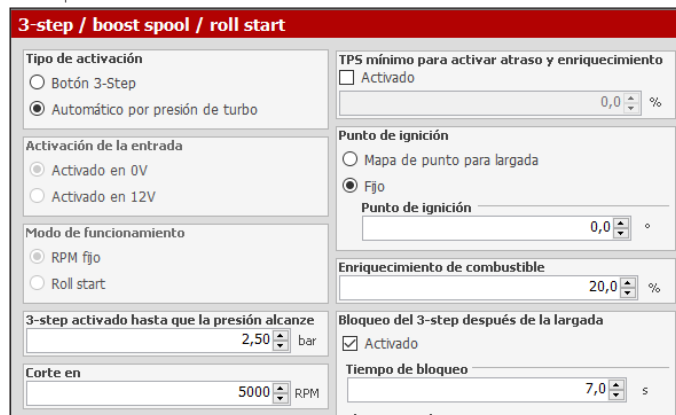 3-step / boost spool / roll start
Tipo de activación
Botón 3-Step
Automático por presión de turbo
Activación de la entrada
Activado en 0V
Activado en 12V
Modo de funcionamiento
RPM fijo
Roll start
3-step activado hasta que la presión alcanze
2,50 bar
Corte en
5000 RPM
TPS mínimo para activar atraso y enriquecimiento
Activado
0,0 %
Punto de ignición
Mapa de punto para largada
Fijo
Punto de ignición
0,0 °
Enriquecimiento de combustible
20,0 %
Bloqueo del 3-step después de la largada
Activado
Tiempo de bloqueo
7,0 s